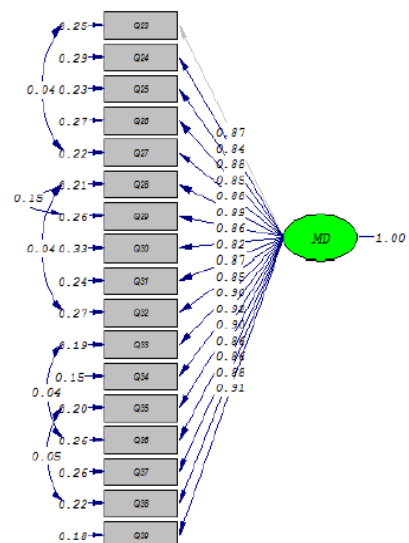 0.25 Q23
0.29 Q24
0.04 0.23 Q25
0.27 Q26
0.22 Q27
0.21 Q28
0.15
0.26 Q29
0.04 0.33 Q30
0.24 Q31
0.27 Q32
0.19 Q33
0.15 Q34
0.04
0.20 Q35
0.26 Q36
0.05
0.26 Q37
0.22 Q38
0.18 Q39
0.87
0.84
0.88
0.85
0.88
0.89
0.86
0.82
0.87
0.85
0.90
0.92
0.90
0.86
0.86
0.88
0.91
MD 1.00